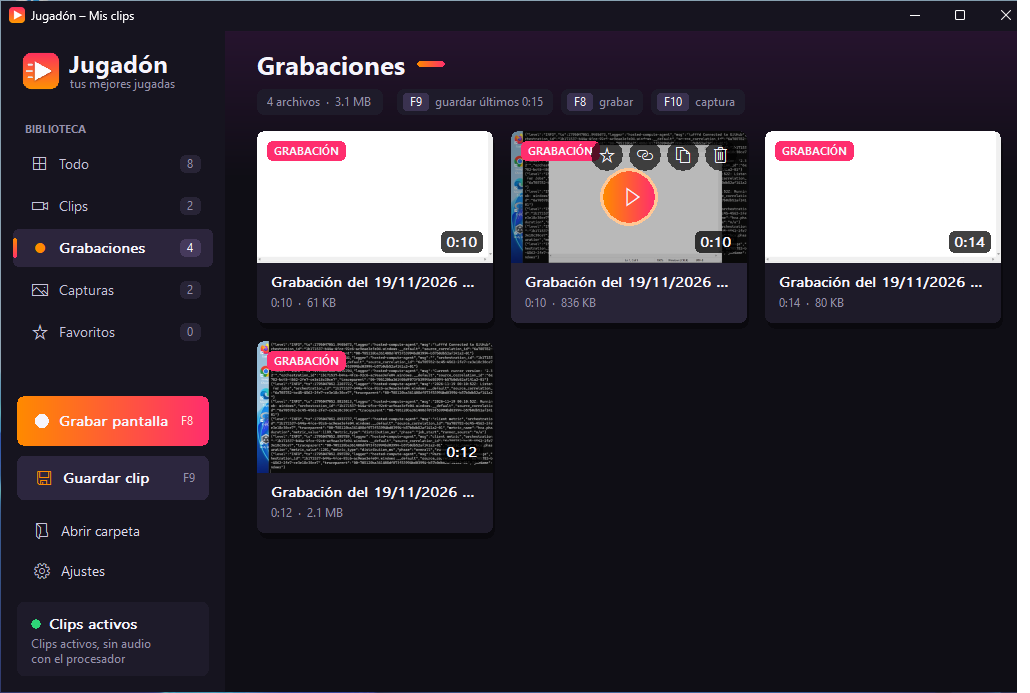 Jugadón – Mis clips
Jugadón
tus mejores jugadas
BIBLIOTECA
Todo 8
Clips 2
Grabaciones 4
Capturas 2
Favoritos 0
Grabar pantalla F8
Guardar clip F9
Abrir carpeta
Ajustes
Clips activos
Clips activos, sin audio
con el procesador
Grabaciones
4 archivos · 3.1 MB
F9 guardar últimos 0:15
F8 grabar
F10 captura
GRABACIÓN
0:10
Grabación del 19/11/2026 ...
0:10 · 61 KB
GRABACIÓN
0:10
Grabación del 19/11/2026 ...
0:10 · 836 KB
GRABACIÓN
0:14
Grabación del 19/11/2026 ...
0:14 · 80 KB
GRABACIÓN
0:12
Grabación del 19/11/2026 ...
0:12 · 2.1 MB